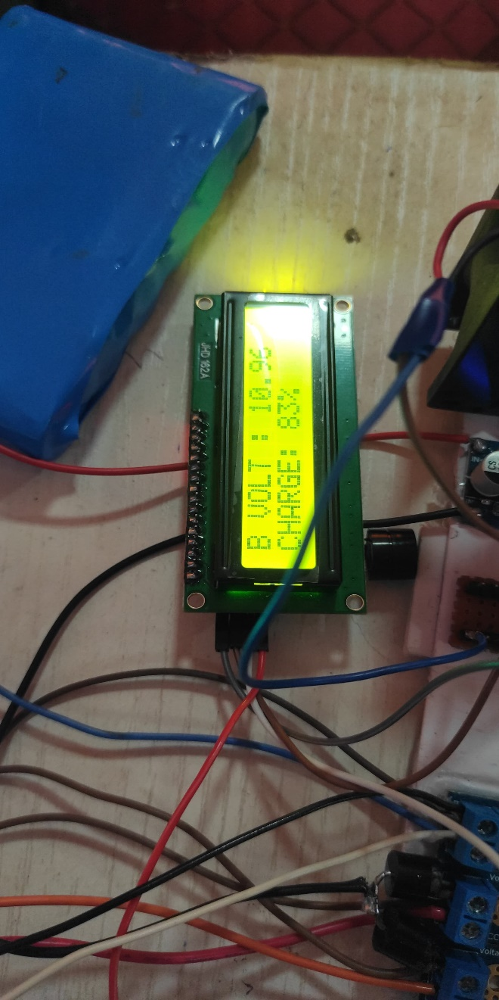 JHD 162A
B VOLT : 10.96
CHARGE: 83%